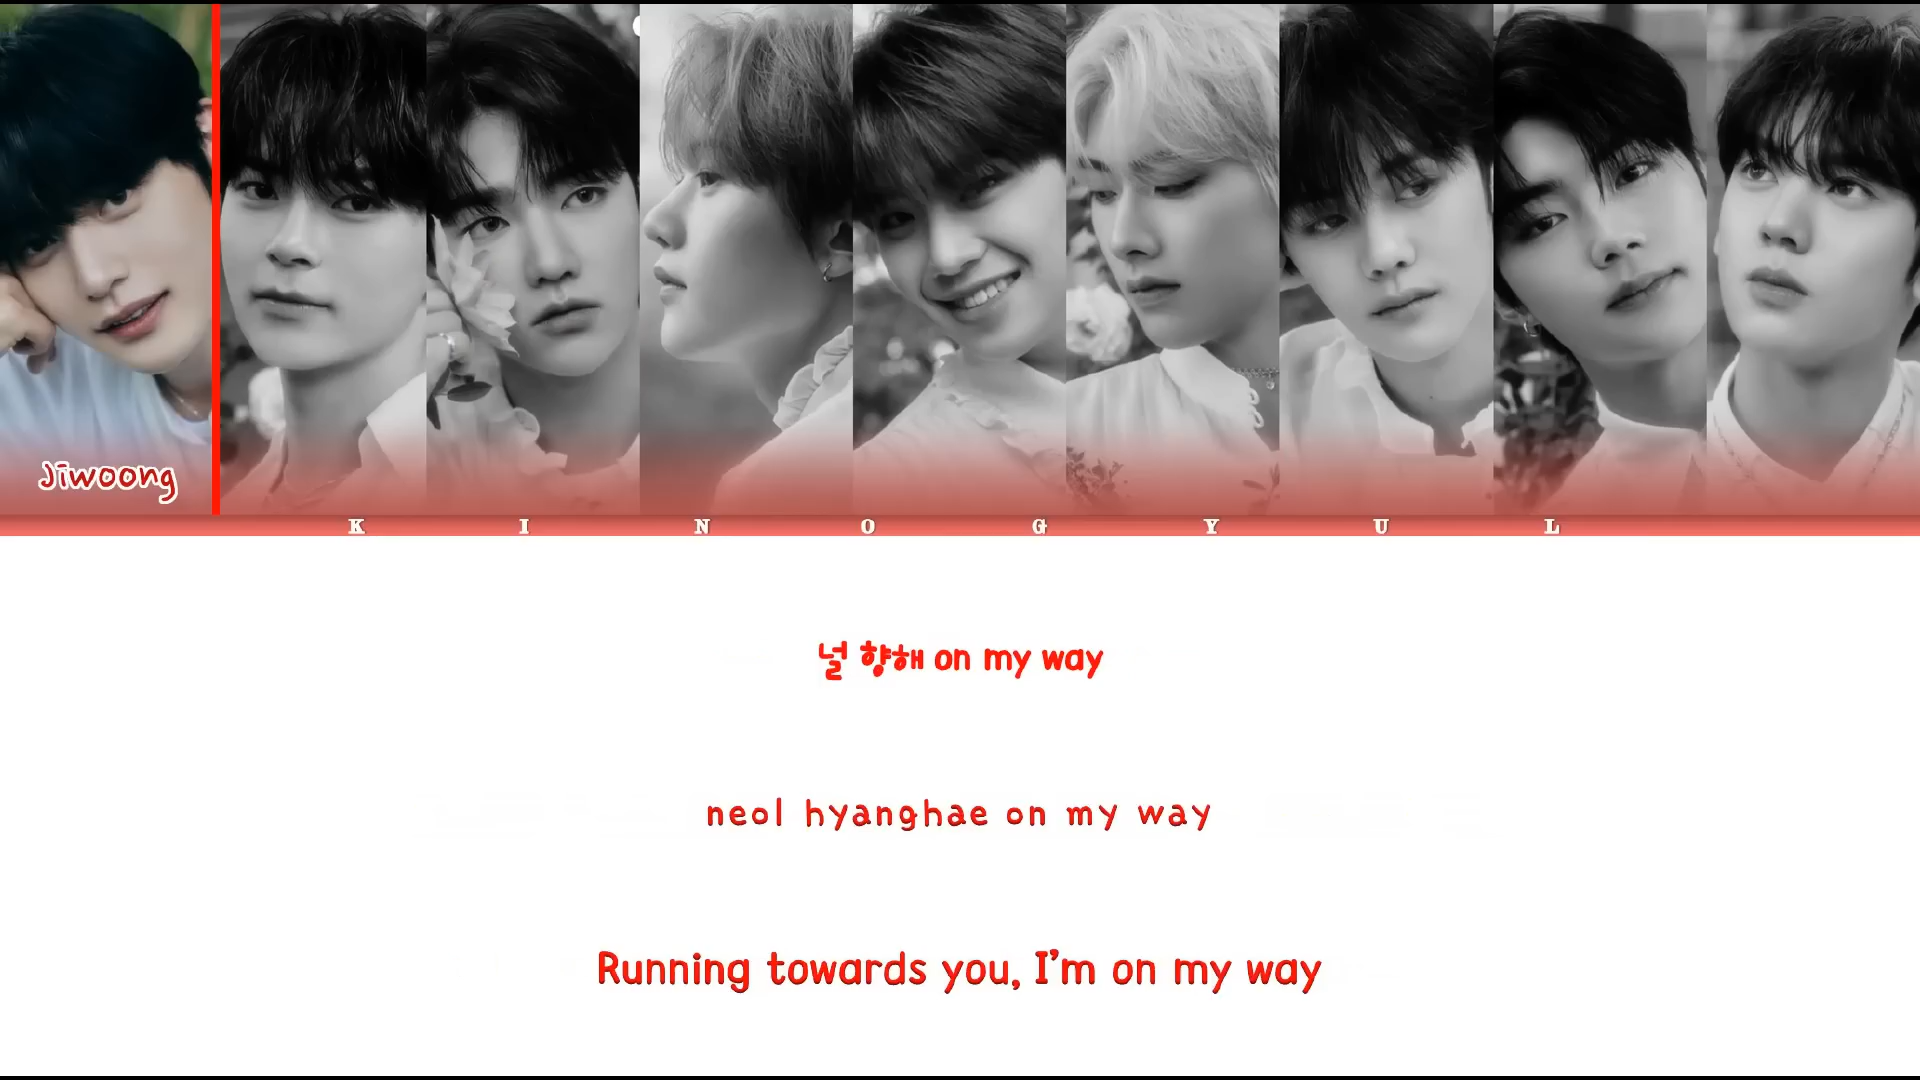 Jiwoong
K I N O G Y U L
널 향해 on my way
neol hyanghae on my way
Running towards you, I'm on my way